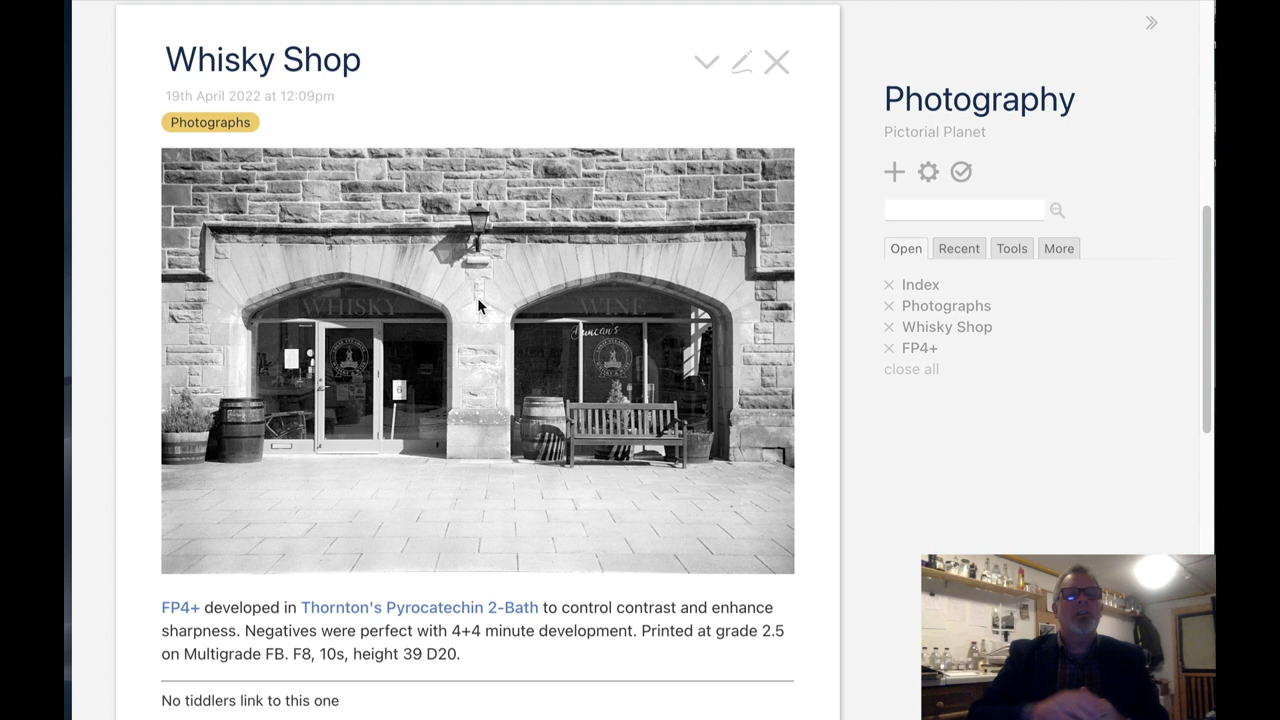 Whisky Shop
19th April 2022 at 12:09pm
Photographs
WHISKY
WINE
Duncan's
FP4+ developed in Thornton's Pyrocatechin 2-Bath to control contrast and enhance
sharpness. Negatives were perfect with 4+4 minute development. Printed at grade 2.5
on Multigrade FB. F8, 10s, height 39 D20.
No tiddlers link to this one
Photography
Pictorial Planet
Open Recent Tools More
Index
Photographs
Whisky Shop
FP4+
close all